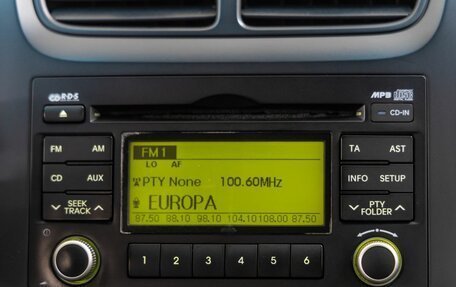 RDS
MP3
CD-IN
FM AM
CD AUX
SEEK
TRACK
FM1
LO AF
PTY None 100.60MHz
EUROPA
87.50 88.10 98.10 104.10 108.00 87.50
TA AST
INFO SETUP
PTY
FOLDER
1 2 3 4 5 6